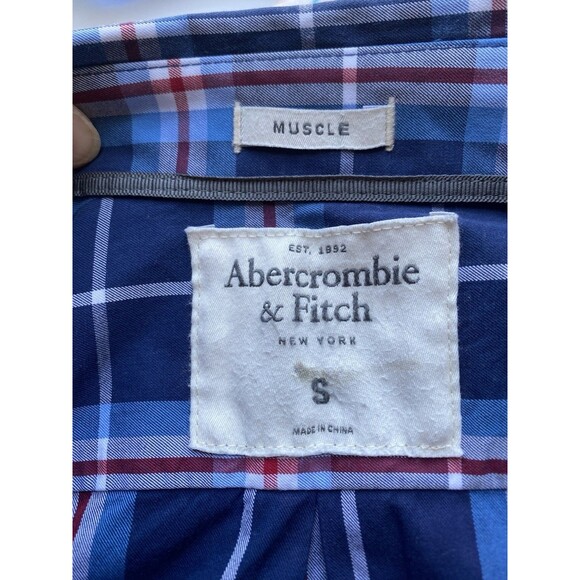 MUSCLE
EST. 1892
Abercrombie
& Fitch
NEW YORK
S
MADE IN CHINA